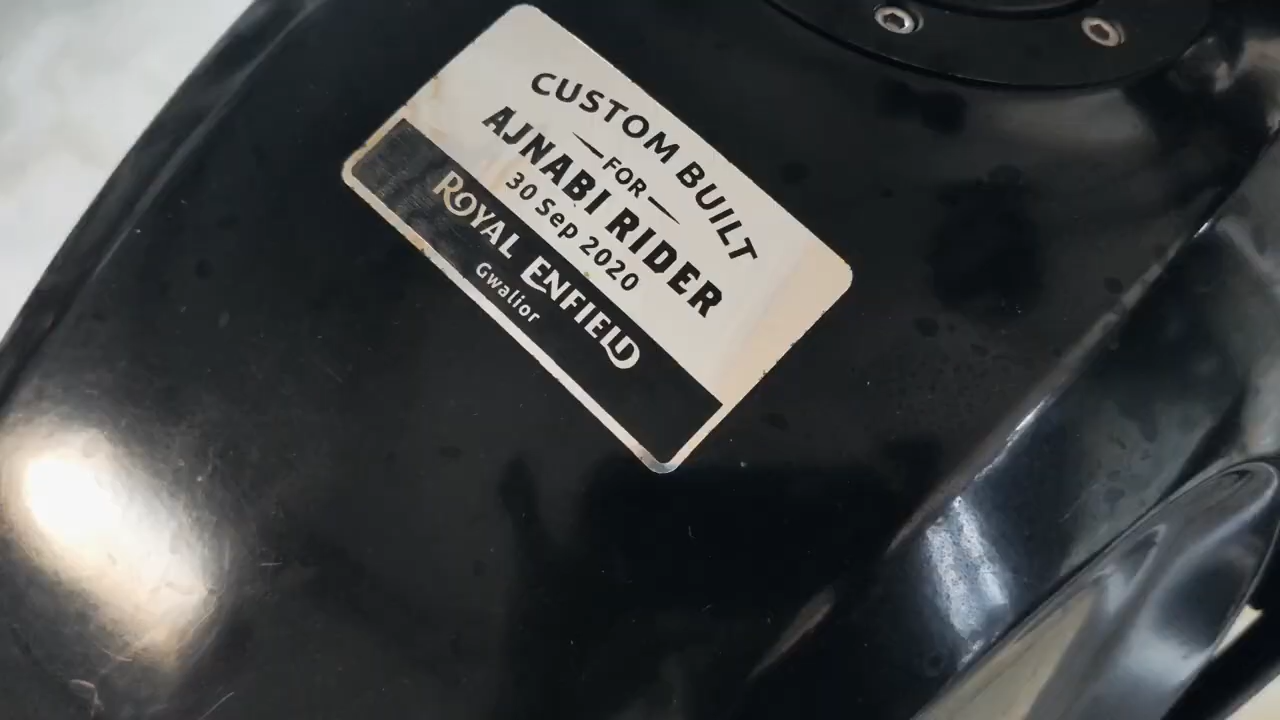 CUSTOM BUILT
FOR
AJNABI RIDER
30 Sep 2020
ROYAL ENFIELD
Gwalior